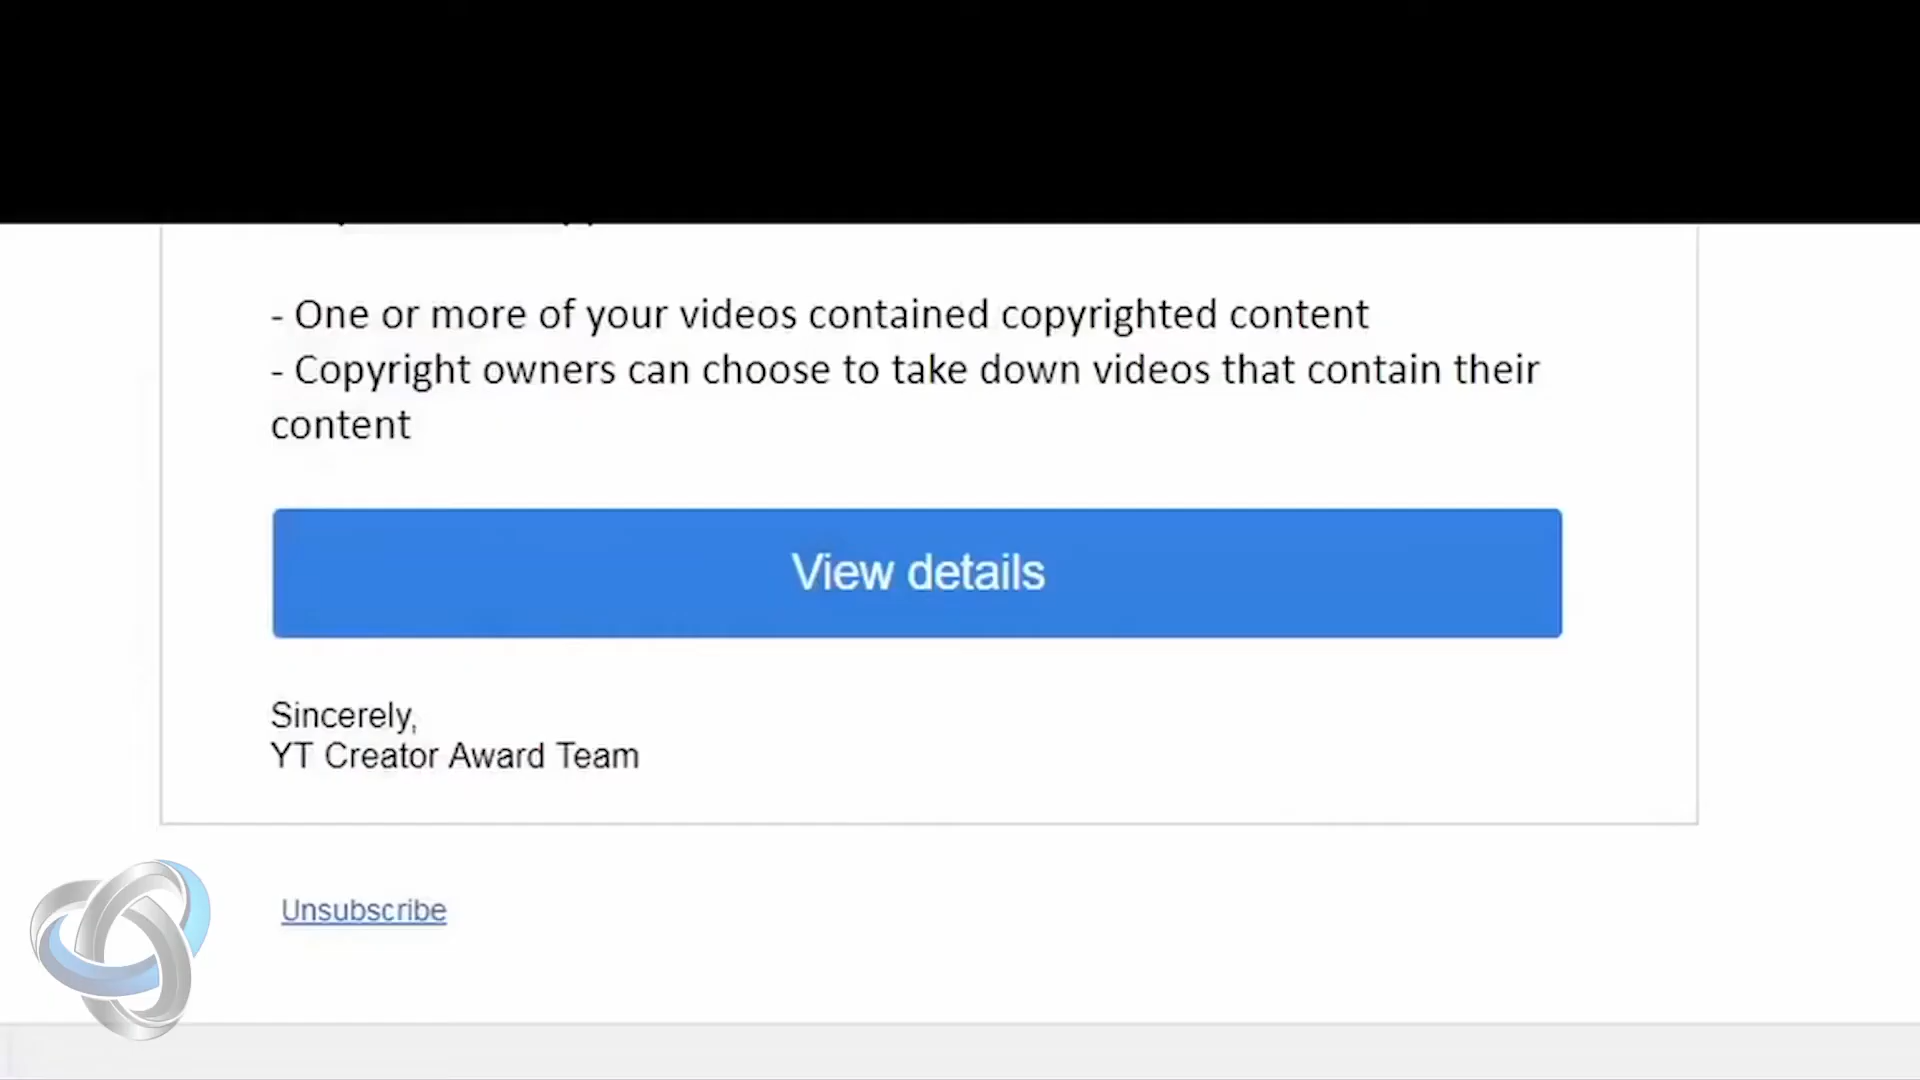 - One or more of your videos contained copyrighted content
- Copyright owners can choose to take down videos that contain their
content
View details
Sincerely,
YT Creator Award Team
Unsubscribe